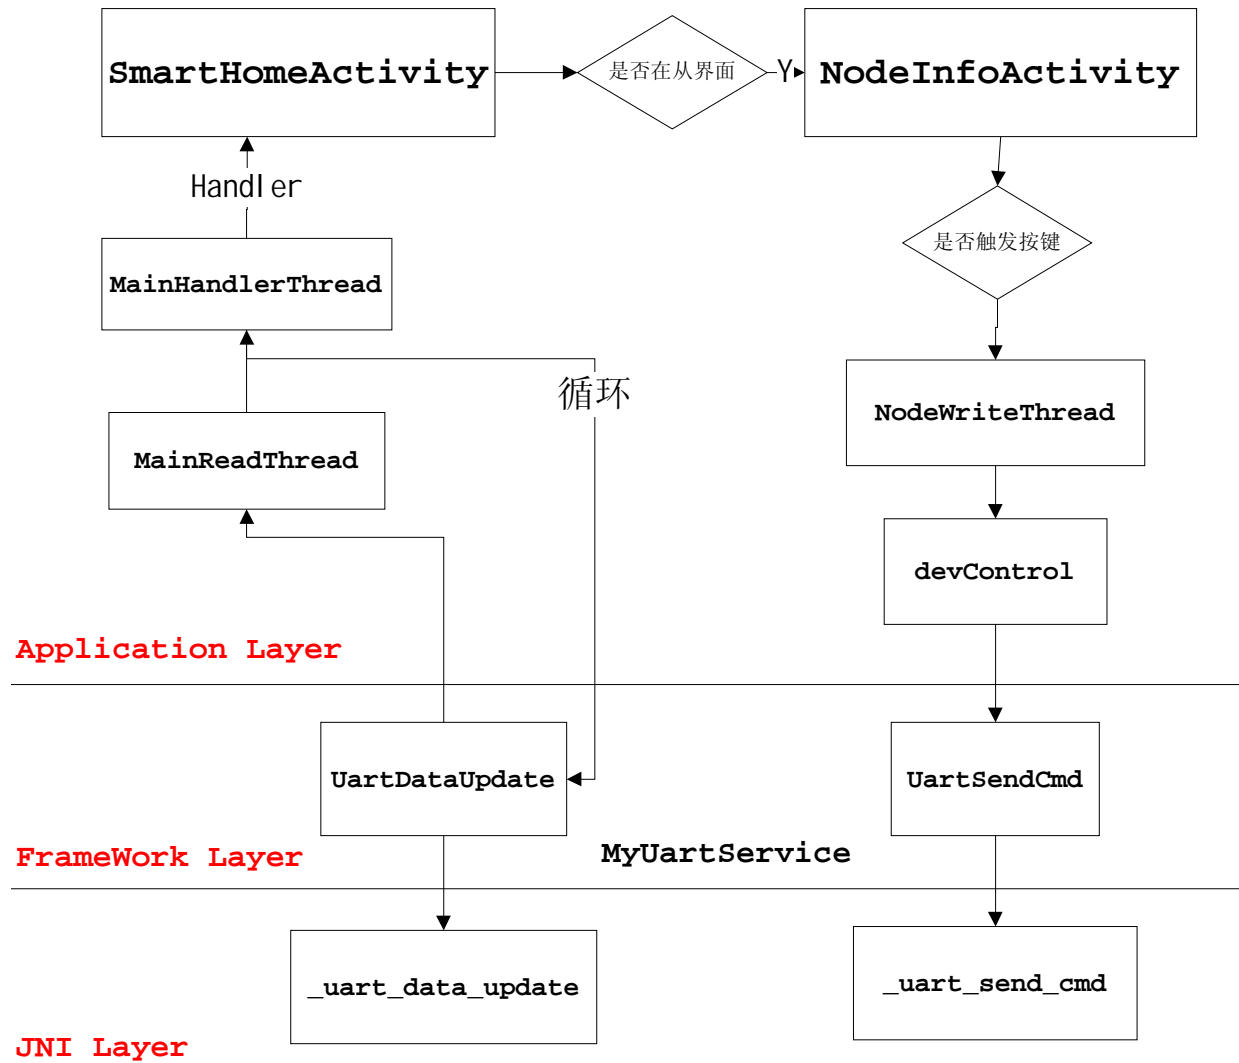 SmartHomeActivity
是否在从界面
Y
NodeInfoActivity
Handler
是否触发按键
MainHandlerThread
循环
NodeWriteThread
MainReadThread
devControl
Application Layer
UartDataUpdate
UartSendCmd
FrameWork Layer
MyUartService
_uart_data_update
_uart_send_cmd
JNI Layer